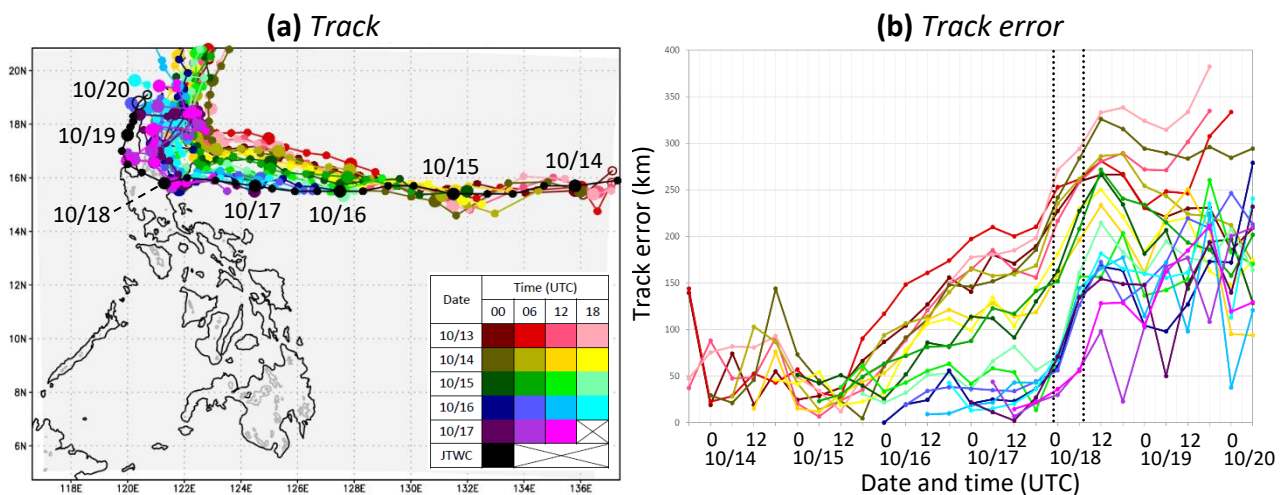 (a) Track
20N
18N
16N
14N
12N
10N
8N
6N
118E 120E 122E 124E 126E 128E 130E 132E 134E 136E
10/20
10/19
10/18
10/17
10/16
10/15
10/14
Date Time (UTC)
00 06 12 18
10/13
10/14
10/15
10/16
10/17
JTWC
(b) Track error
Track error (km)
400
350
300
250
200
150
100
50
0
0 12 0 12 0 12 0 12 0 12 0 12 0
10/14 10/15 10/16 10/17 10/18 10/19 10/20
Date and time (UTC)